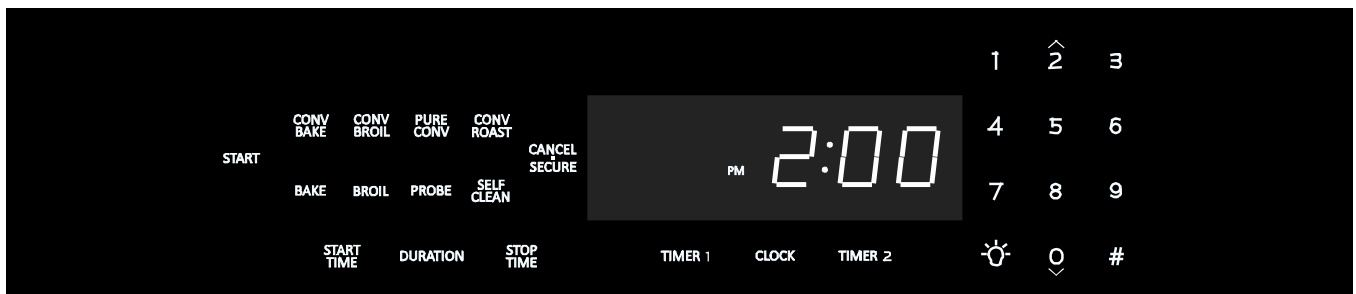 1 2 3
CONV CONV PURE CONV
BAKE BROIL CONV ROAST
4 5 6
START
CANCEL
SECURE
PM 2:00
BAKE BROIL PROBE SELF
CLEAN
7 8 9
START
TIME
DURATION
STOP
TIME
TIMER 1 CLOCK TIMER 2
0 #